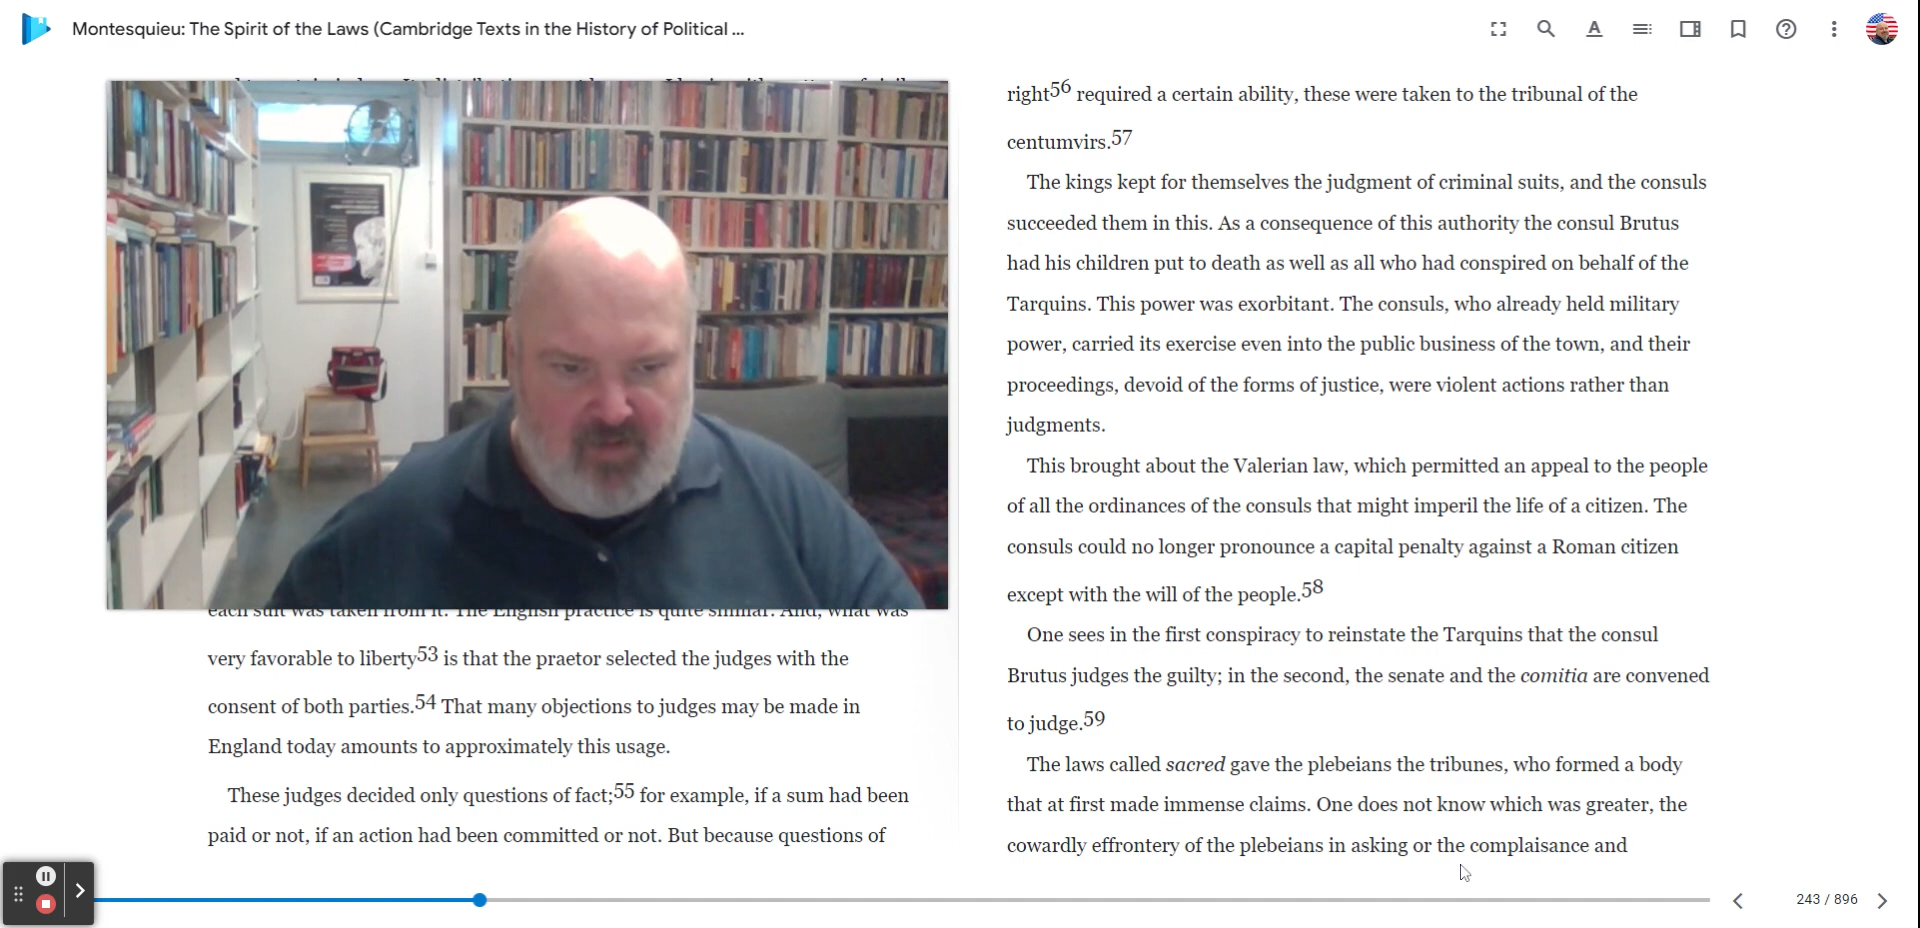 Montesquieu: The Spirit of the Laws (Cambridge Texts in the History of Political ...
each suit was taken from it. The English practice is quite similar. And, what was
very favorable to liberty53 is that the praetor selected the judges with the
consent of both parties.54 That many objections to judges may be made in
England today amounts to approximately this usage.
These judges decided only questions of fact;55 for example, if a sum had been
paid or not, if an action had been committed or not. But because questions of
right56 required a certain ability, these were taken to the tribunal of the
centumvirs.57
The kings kept for themselves the judgment of criminal suits, and the consuls
succeeded them in this. As a consequence of this authority the consul Brutus
had his children put to death as well as all who had conspired on behalf of the
Tarquins. This power was exorbitant. The consuls, who already held military
power, carried its exercise even into the public business of the town, and their
proceedings, devoid of the forms of justice, were violent actions rather than
judgments.
This brought about the Valerian law, which permitted an appeal to the people
of all the ordinances of the consuls that might imperil the life of a citizen. The
consuls could no longer pronounce a capital penalty against a Roman citizen
except with the will of the people.58
One sees in the first conspiracy to reinstate the Tarquins that the consul
Brutus judges the guilty; in the second, the senate and the comitia are convened
to judge.59
The laws called sacred gave the plebeians the tribunes, who formed a body
that at first made immense claims. One does not know which was greater, the
cowardly effrontery of the plebeians in asking or the complaisance and
243 / 896